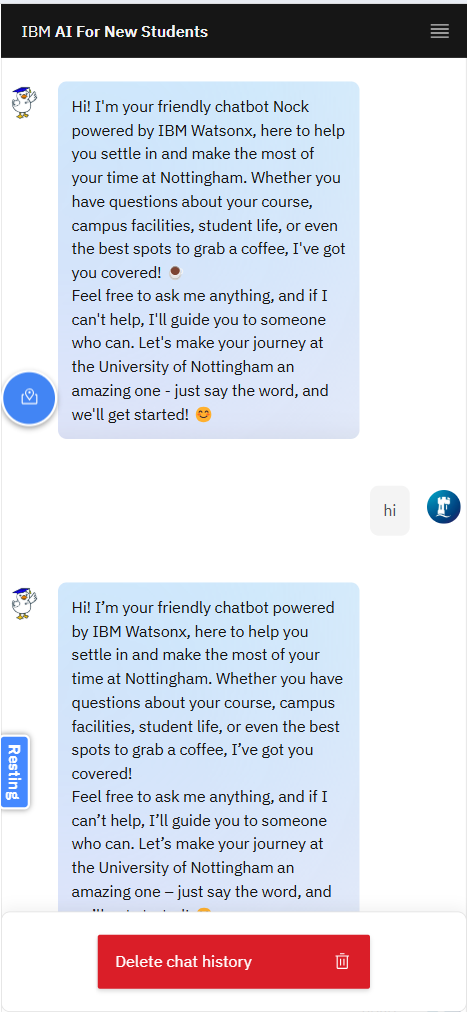 IBM AI For New Students
Hi! I'm your friendly chatbot Nock
powered by IBM Watsonx, here to help
you settle in and make the most of
your time at Nottingham. Whether you
have questions about your course,
campus facilities, student life, or even
the best spots to grab a coffee, I've got
you covered! ☕
Feel free to ask me anything, and if I
can't help, I'll guide you to someone
who can. Let's make your journey at
the University of Nottingham an
amazing one - just say the word, and
we'll get started! 😊
hi
Hi! I’m your friendly chatbot powered
by IBM Watsonx, here to help you
settle in and make the most of your
time at Nottingham. Whether you have
questions about your course, campus
facilities, student life, or even the best
spots to grab a coffee, I’ve got you
covered!
Feel free to ask me anything, and if I
can’t help, I’ll guide you to someone
who can. Let’s make your journey at
the University of Nottingham an
amazing one – just say the word, and
Resting
Delete chat history